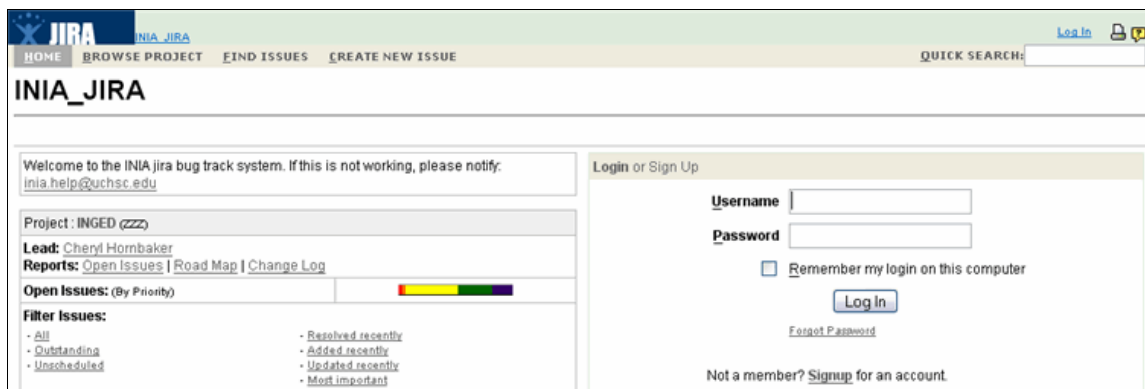 JIRA INIA_JIRA Log In
HOME BROWSE PROJECT FIND ISSUES CREATE NEW ISSUE QUICK SEARCH:
INIA_JIRA
Welcome to the INIA jira bug track system. If this is not working, please notify:
inia.help@uchsc.edu
Project : INGED (ZZZ)
Lead: Cheryl Hornbaker
Reports: Open Issues | Road Map | Change Log
Open Issues: (By Priority)
Filter Issues:
- All
- Outstanding
- Unscheduled
- Resolved recently
- Added recently
- Updated recently
- Most important
Login or Sign Up
Username
Password
Remember my login on this computer
Log In
Forgot Password
Not a member? Signup for an account.